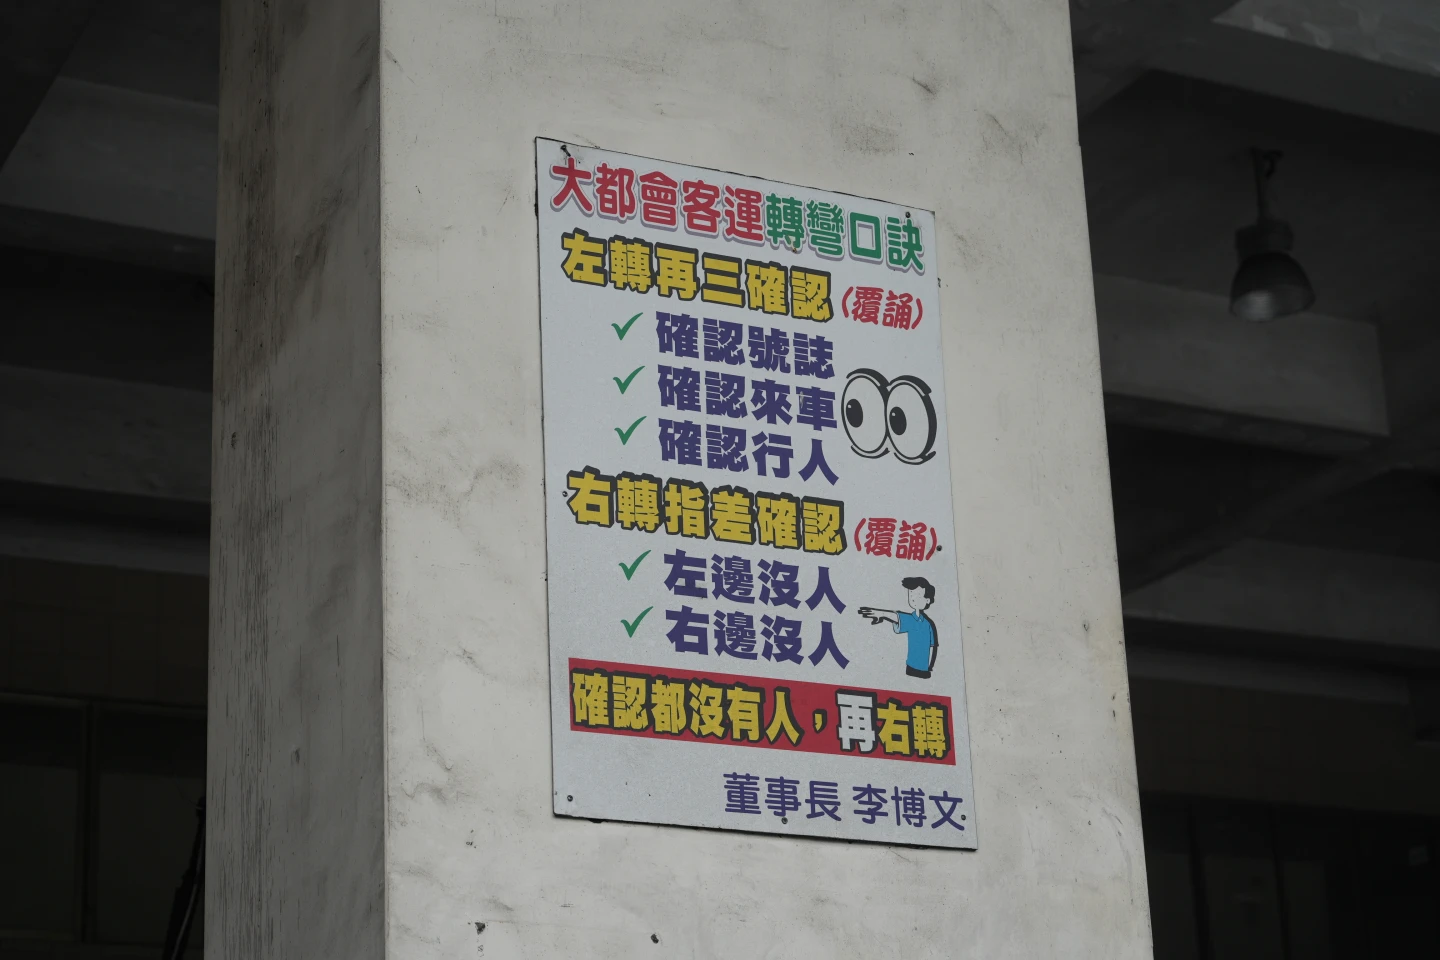 大都會客運轉彎口訣
左轉再三確認(覆誦)
確認號誌
確認來車
確認行人
右轉指差確認(覆誦)
左邊沒人
右邊沒人
確認都沒有人，再右轉
董事長 李博文